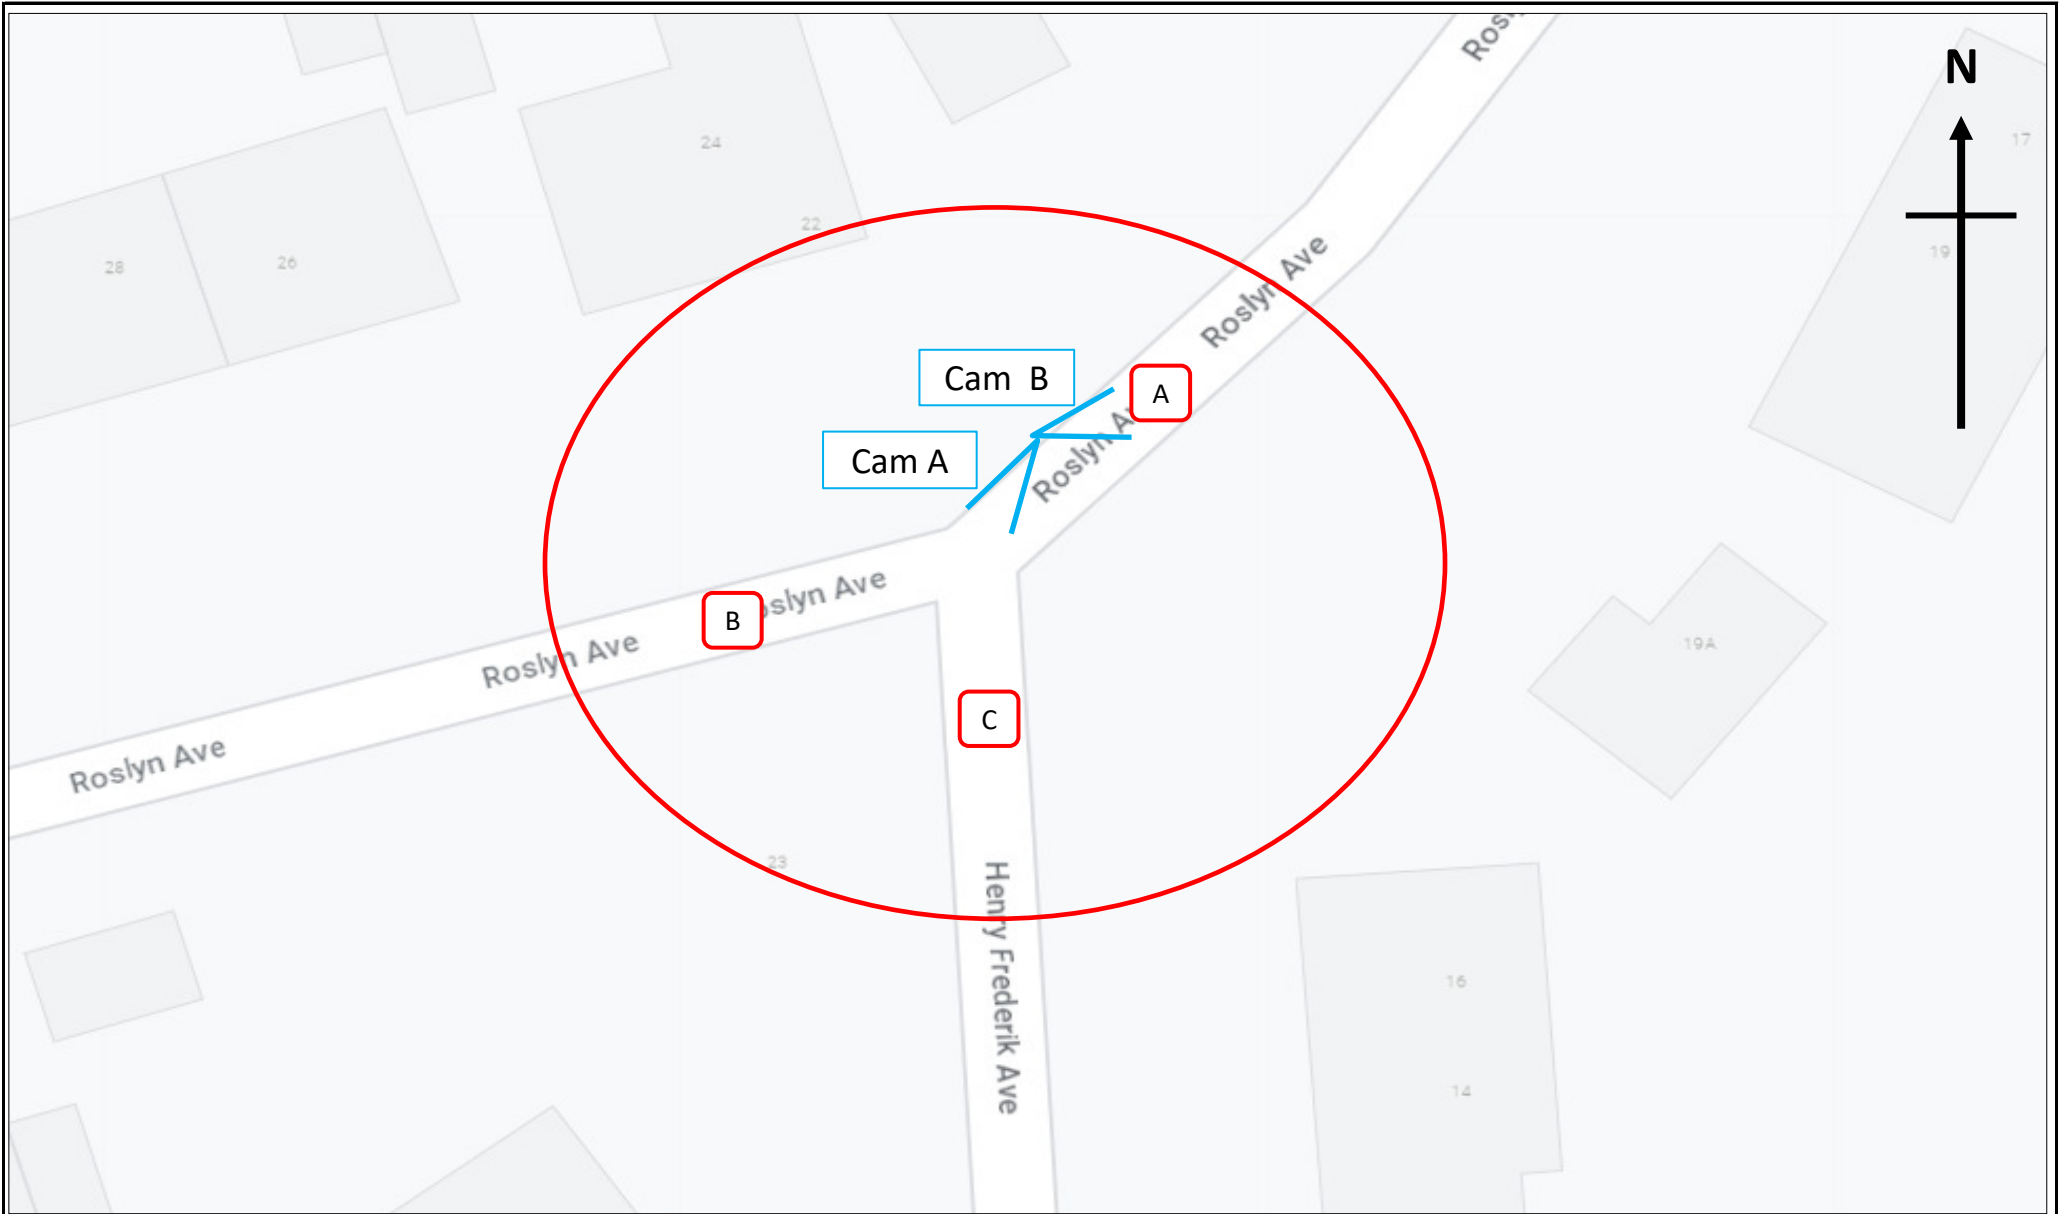 Ros
N
17
24
22
28
26
19
Roslyn Ave
Cam B
A
Cam A
Roslyn A
oslyn Ave
B
Roslyn Ave
19A
C
Roslyn Ave
23
Henry Frederik Ave
16
14